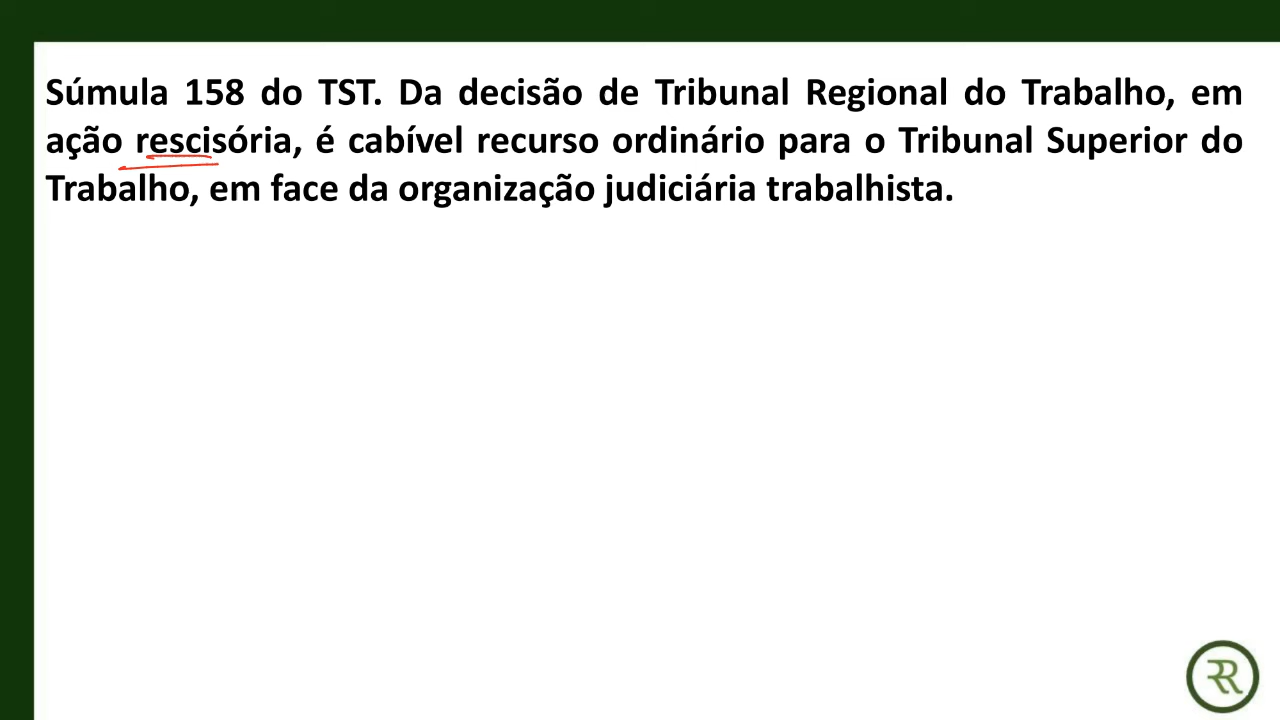 Súmula 158 do TST. Da decisão de Tribunal Regional do Trabalho, em
ação rescisória, é cabível recurso ordinário para o Tribunal Superior do
Trabalho, em face da organização judiciária trabalhista.
RR